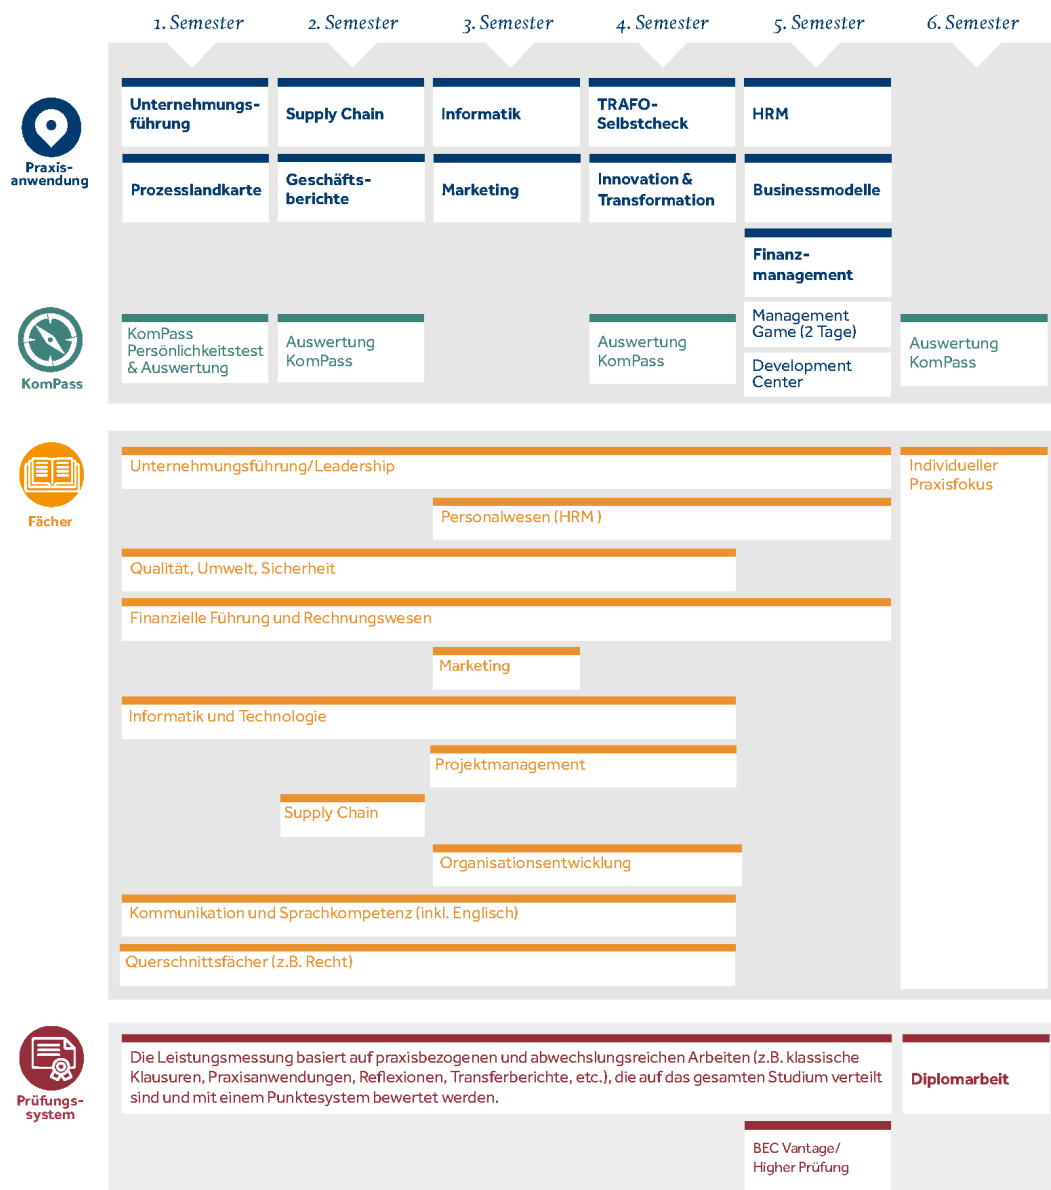 1. Semester
2. Semester
3. Semester
4. Semester
5. Semester
6. Semester
Praxis-
anwendung
Unternehmungs-
führung
Supply Chain
Informatik
TRAFO-
Selbstcheck
HRM
Prozesslandkarte
Geschäfts-
berichte
Marketing
Innovation &
Transformation
Businessmodelle
Finanz-
management
KomPass
KomPass
Persönlichkeitstest
& Auswertung
Auswertung
KomPass
Auswertung
KomPass
Management
Game (2 Tage)
Development
Center
Auswertung
KomPass
Fächer
Unternehmungsführung/Leadership
Individueller
Praxisfokus
Personalwesen (HRM )
Qualität, Umwelt, Sicherheit
Finanzielle Führung und Rechnungswesen
Marketing
Informatik und Technologie
Projektmanagement
Supply Chain
Organisationsentwicklung
Kommunikation und Sprachkompetenz (inkl. Englisch)
Querschnittsfächer (z.B. Recht)
Prüfungs-
system
Die Leistungsmessung basiert auf praxisbezogenen und abwechslungsreichen Arbeiten (z.B. klassische
Klausuren, Praxisanwendungen, Reflexionen, Transferberichte, etc.), die auf das gesamten Studium verteilt
sind und mit einem Punktesystem bewertet werden.
Diplomarbeit
BEC Vantage/
Higher Prüfung